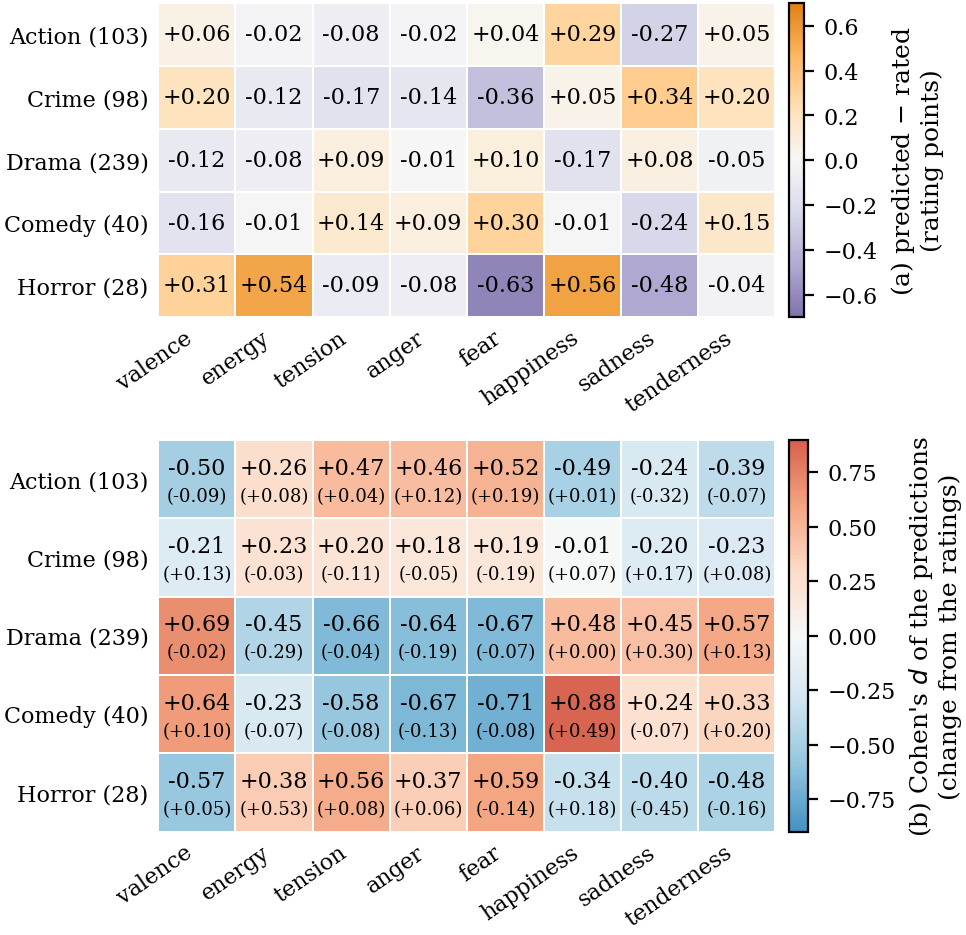 Action (103) +0.06 -0.02 -0.08 -0.02 +0.04 +0.29 -0.27 +0.05
Crime (98) +0.20 -0.12 -0.17 -0.14 -0.36 +0.05 +0.34 +0.20
Drama (239) -0.12 -0.08 +0.09 -0.01 +0.10 -0.17 +0.08 -0.05
Comedy (40) -0.16 -0.01 +0.14 +0.09 +0.30 -0.01 -0.24 +0.15
Horror (28) +0.31 +0.54 -0.09 -0.08 -0.63 +0.56 -0.48 -0.04
valence energy tension anger fear happiness sadness tenderness
0.6
0.4
0.2
0.0
−0.2
−0.4
−0.6
(a) predicted − rated
(rating points)
Action (103) -0.50 +0.26 +0.47 +0.46 +0.52 -0.49 -0.24 -0.39
(-0.09) (+0.08) (+0.04) (+0.12) (+0.19) (+0.01) (-0.32) (-0.07)
Crime (98) -0.21 +0.23 +0.20 +0.18 +0.19 -0.01 -0.20 -0.23
(+0.13) (-0.03) (-0.11) (-0.05) (-0.19) (+0.07) (+0.17) (+0.08)
Drama (239) +0.69 -0.45 -0.66 -0.64 -0.67 +0.48 +0.45 +0.57
(-0.02) (-0.29) (-0.04) (-0.19) (-0.07) (+0.00) (+0.30) (+0.13)
Comedy (40) +0.64 -0.23 -0.58 -0.67 -0.71 +0.88 +0.24 +0.33
(+0.10) (-0.07) (-0.08) (-0.13) (-0.08) (+0.49) (-0.07) (+0.20)
Horror (28) -0.57 +0.38 +0.56 +0.37 +0.59 -0.34 -0.40 -0.48
(+0.05) (+0.53) (+0.08) (+0.06) (-0.14) (+0.18) (-0.45) (-0.16)
valence energy tension anger fear happiness sadness tenderness
0.75
0.50
0.25
0.00
−0.25
−0.50
−0.75
(b) Cohen's d of the predictions
(change from the ratings)